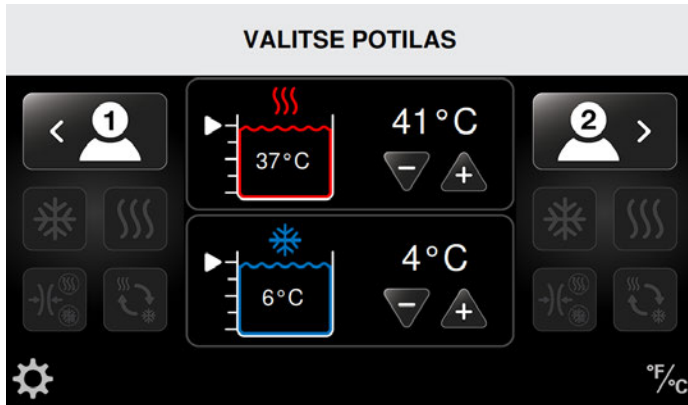 VALITSE POTILAS
1
2
41°C
37°C
- +
4°C
6°C
- +
°F/°C